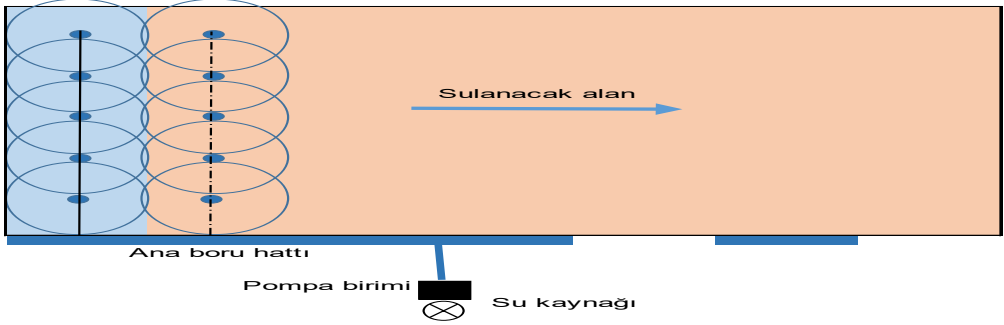 Sulanacak alan
Ana boru hattı
Pompa birimi
Su kaynağı